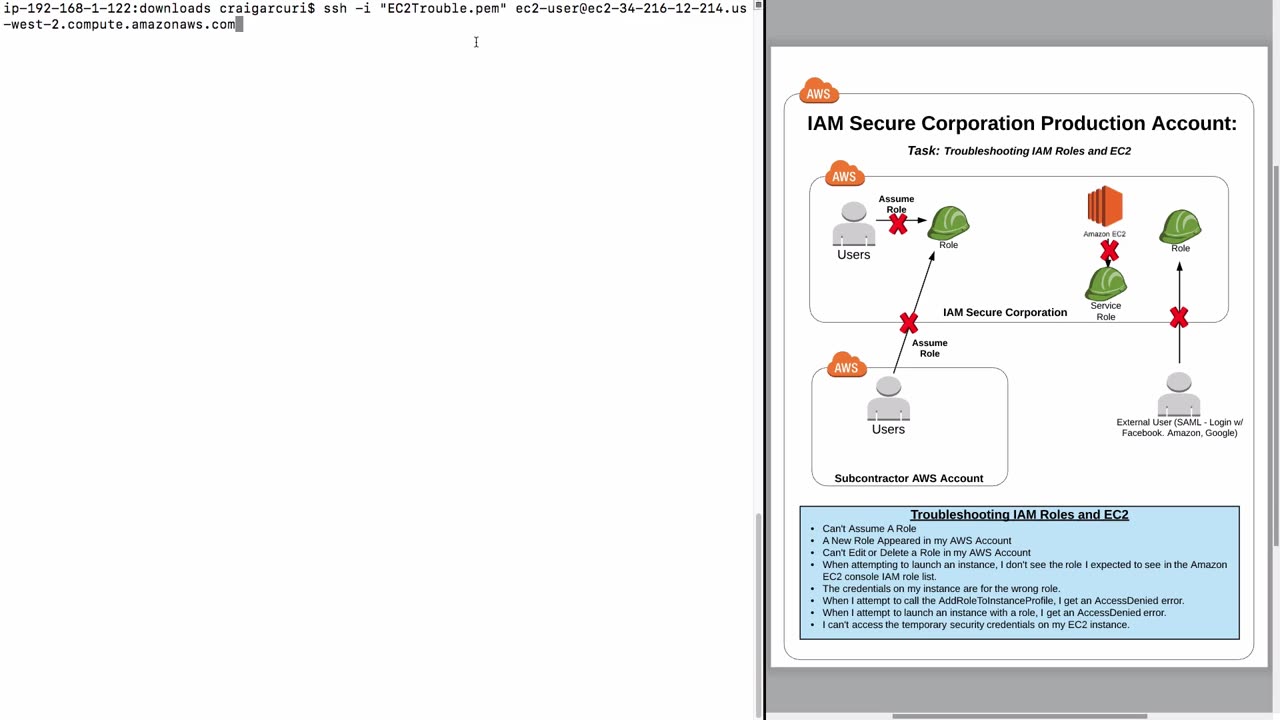 ip-192-168-1-122:downloads craigarcuri$ ssh -i "EC2Trouble.pem" ec2-user@ec2-34-216-12-214.us
-west-2.compute.amazonaws.com
AWS
IAM Secure Corporation Production Account:
Task: Troubleshooting IAM Roles and EC2
AWS
Assume
Role
Users
Role
Amazon EC2
Role
Service
Role
IAM Secure Corporation
Assume
Role
AWS
Users
External User (SAML - Login w/
Facebook. Amazon, Google)
Subcontractor AWS Account
Troubleshooting IAM Roles and EC2
• Can't Assume A Role
• A New Role Appeared in my AWS Account
• Can't Edit or Delete a Role in my AWS Account
• When attempting to launch an instance, I don't see the role I expected to see in the Amazon
EC2 console IAM role list.
• The credentials on my instance are for the wrong role.
• When I attempt to call the AddRoleToInstanceProfile, I get an AccessDenied error.
• When I attempt to launch an instance with a role, I get an AccessDenied error.
• I can't access the temporary security credentials on my EC2 instance.